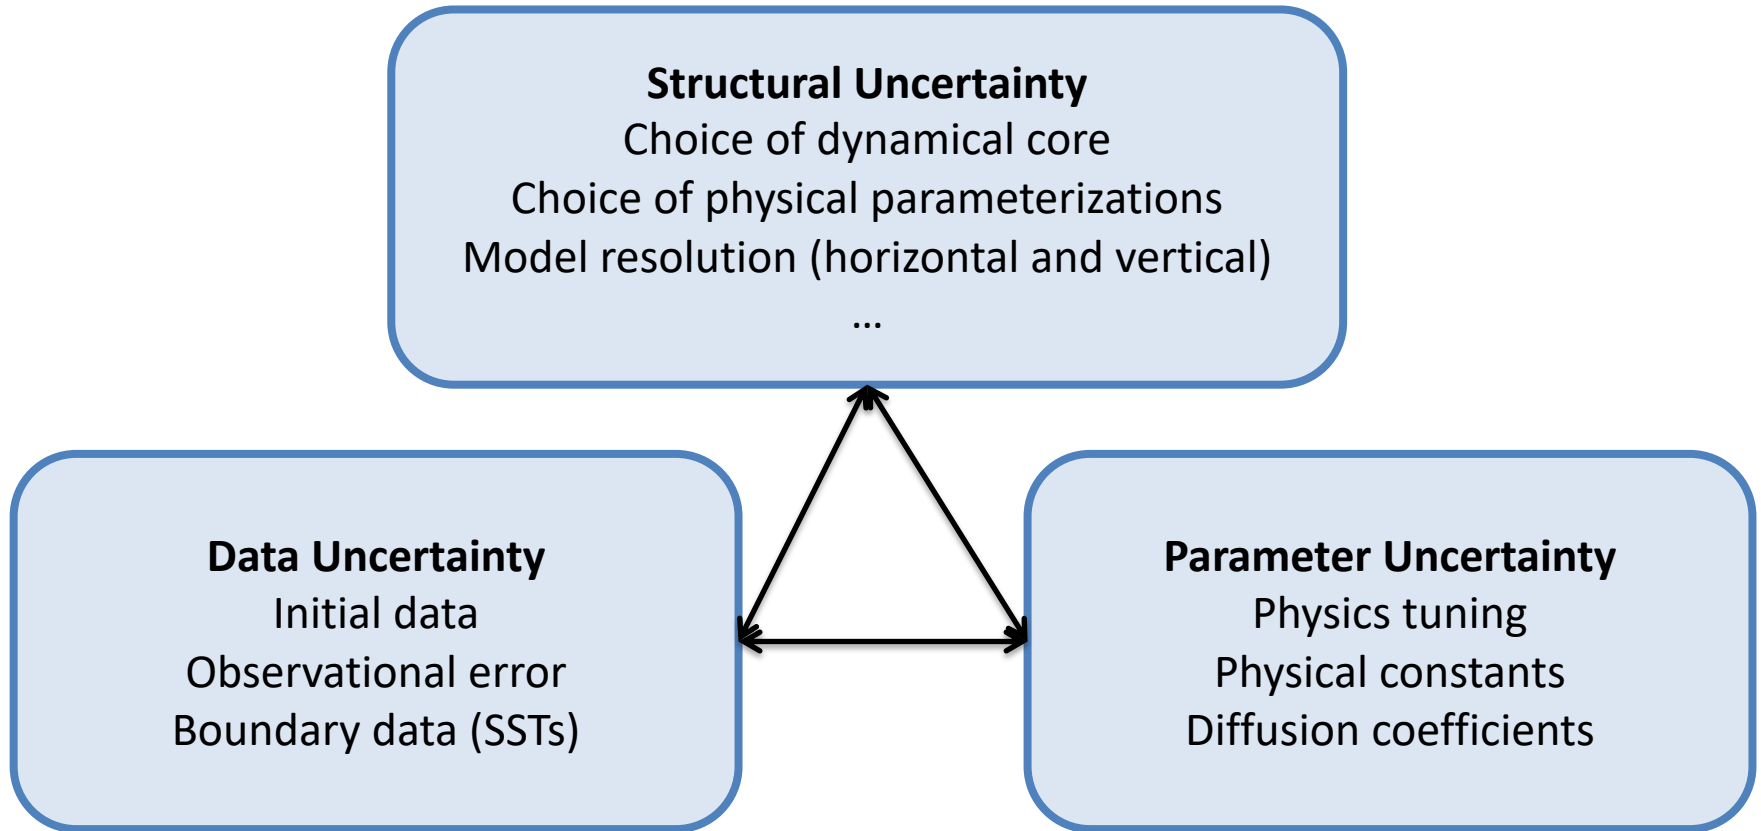 Structural Uncertainty
Choice of dynamical core
Choice of physical parameterizations
Model resolution (horizontal and vertical)
...
Data Uncertainty
Initial data
Observational error
Boundary data (SSTs)
Parameter Uncertainty
Physics tuning
Physical constants
Diffusion coefficients